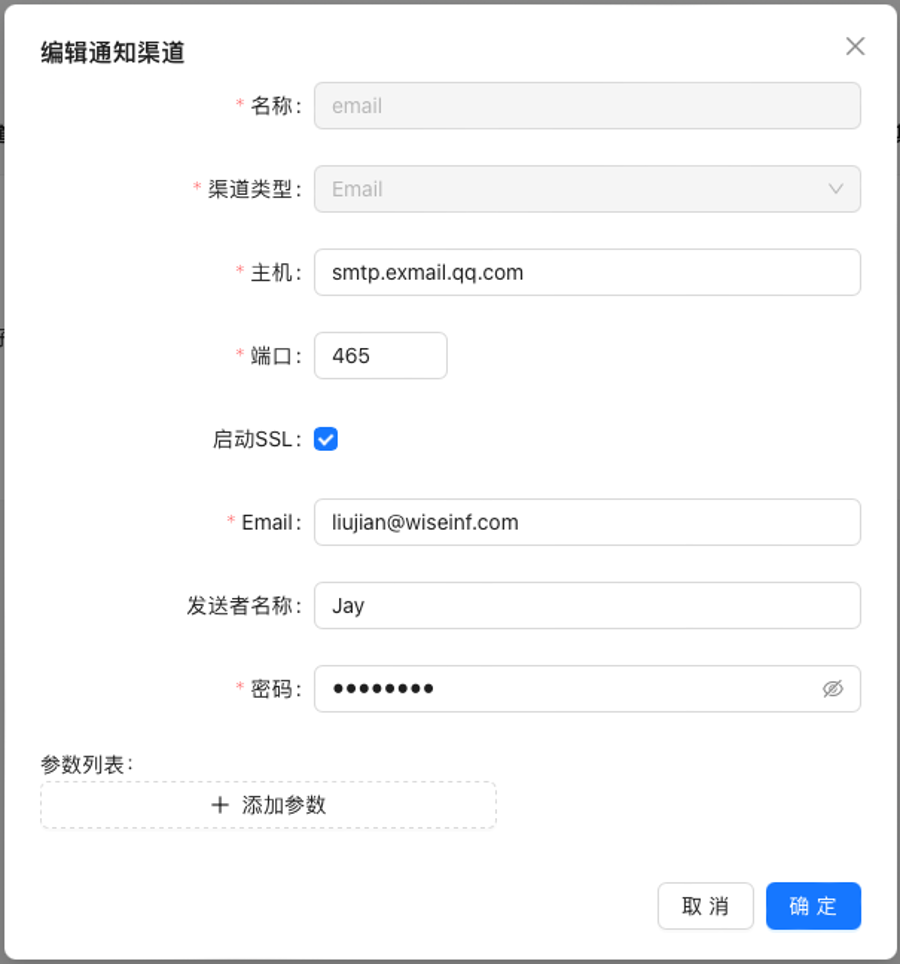 编辑通知渠道
* 名称: email
* 渠道类型: Email
* 主机: smtp.exmail.qq.com
* 端口: 465
启动SSL:
* Email: liujian@wiseinf.com
发送者名称: Jay
* 密码: ••••••••
参数列表:
+ 添加参数
取 消 确 定